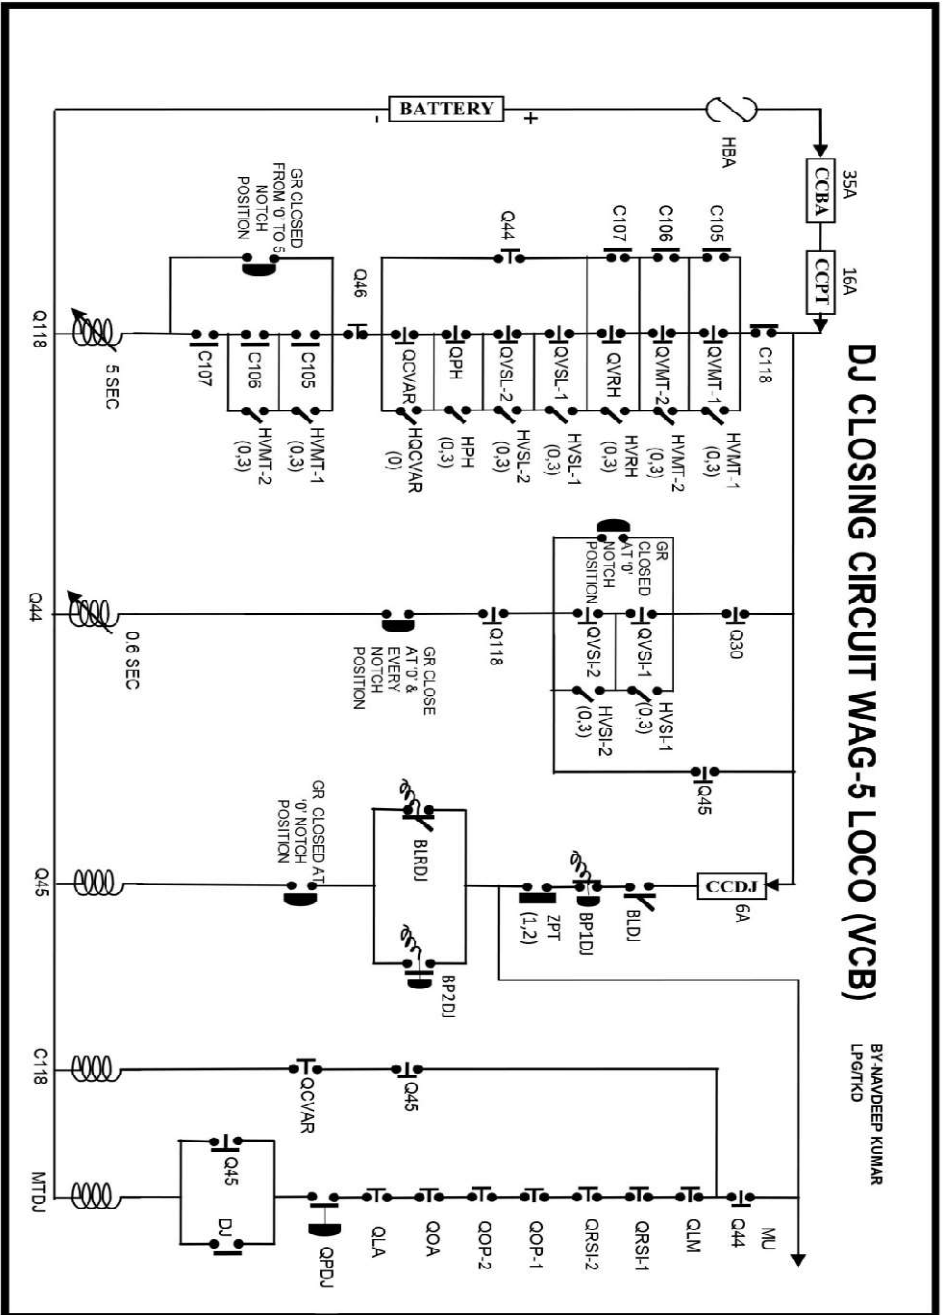 DJ CLOSING CIRCUIT WAG-5 LOCO (VCB)
BY-NAVDEEP KUMAR
LPG/TKD
BATTERY
-
+
HBA
35A
CCBA
16A
CCPT
C118
C105
C106
C107
Q44
QVMT-1
QVMT-2
QVRH
QVSL-1
QVSL-2
QPH
QCVAR
HVMT-1
(0,3)
HVMT-2
(0,3)
HVRH
(0,3)
HVSL-1
(0,3)
HVSL-2
(0,3)
HPH
(0,3)
HQCVAR
(0)
Q46
GR CLOSED
FROM '0' TO 5
NOTCH
POSITION
C105
C106
C107
HVMT-1
(0,3)
HVMT-2
(0,3)
5 SEC
Q118
Q30
GR
CLOSED
AT '0'
NOTCH
POSITION
QVSI-1
QVSI-2
HVSI-1
(0,3)
HVSI-2
(0,3)
Q45
Q118
GR CLOSE
AT '0' &
EVERY
NOTCH
POSITION
0.6 SEC
Q44
CCDJ
6A
BLDJ
BP1DJ
ZPT
(1,2)
BLRDJ
BP2DJ
GR CLOSED AT
'0' NOTCH
POSITION
Q45
Q45
QCVAR
C118
MU
Q44
QLM
QRSI-1
QRSI-2
QOP-1
QOP-2
QOA
QLA
QPDJ
Q45
DJ
MTDJ